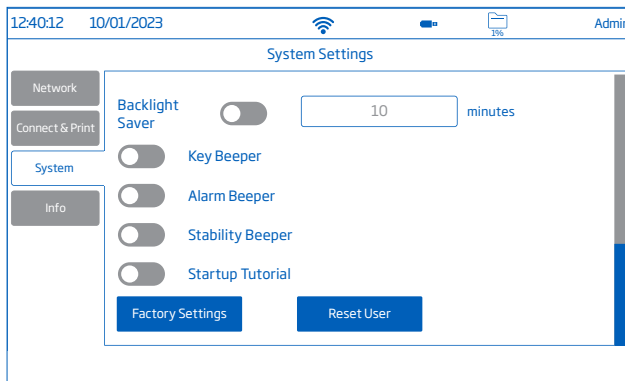 12:40:12 10/01/2023 Admin
1%
System Settings
Network
Connect & Print
System
Info
Backlight
Saver
10 minutes
Key Beeper
Alarm Beeper
Stability Beeper
Startup Tutorial
Factory Settings Reset User